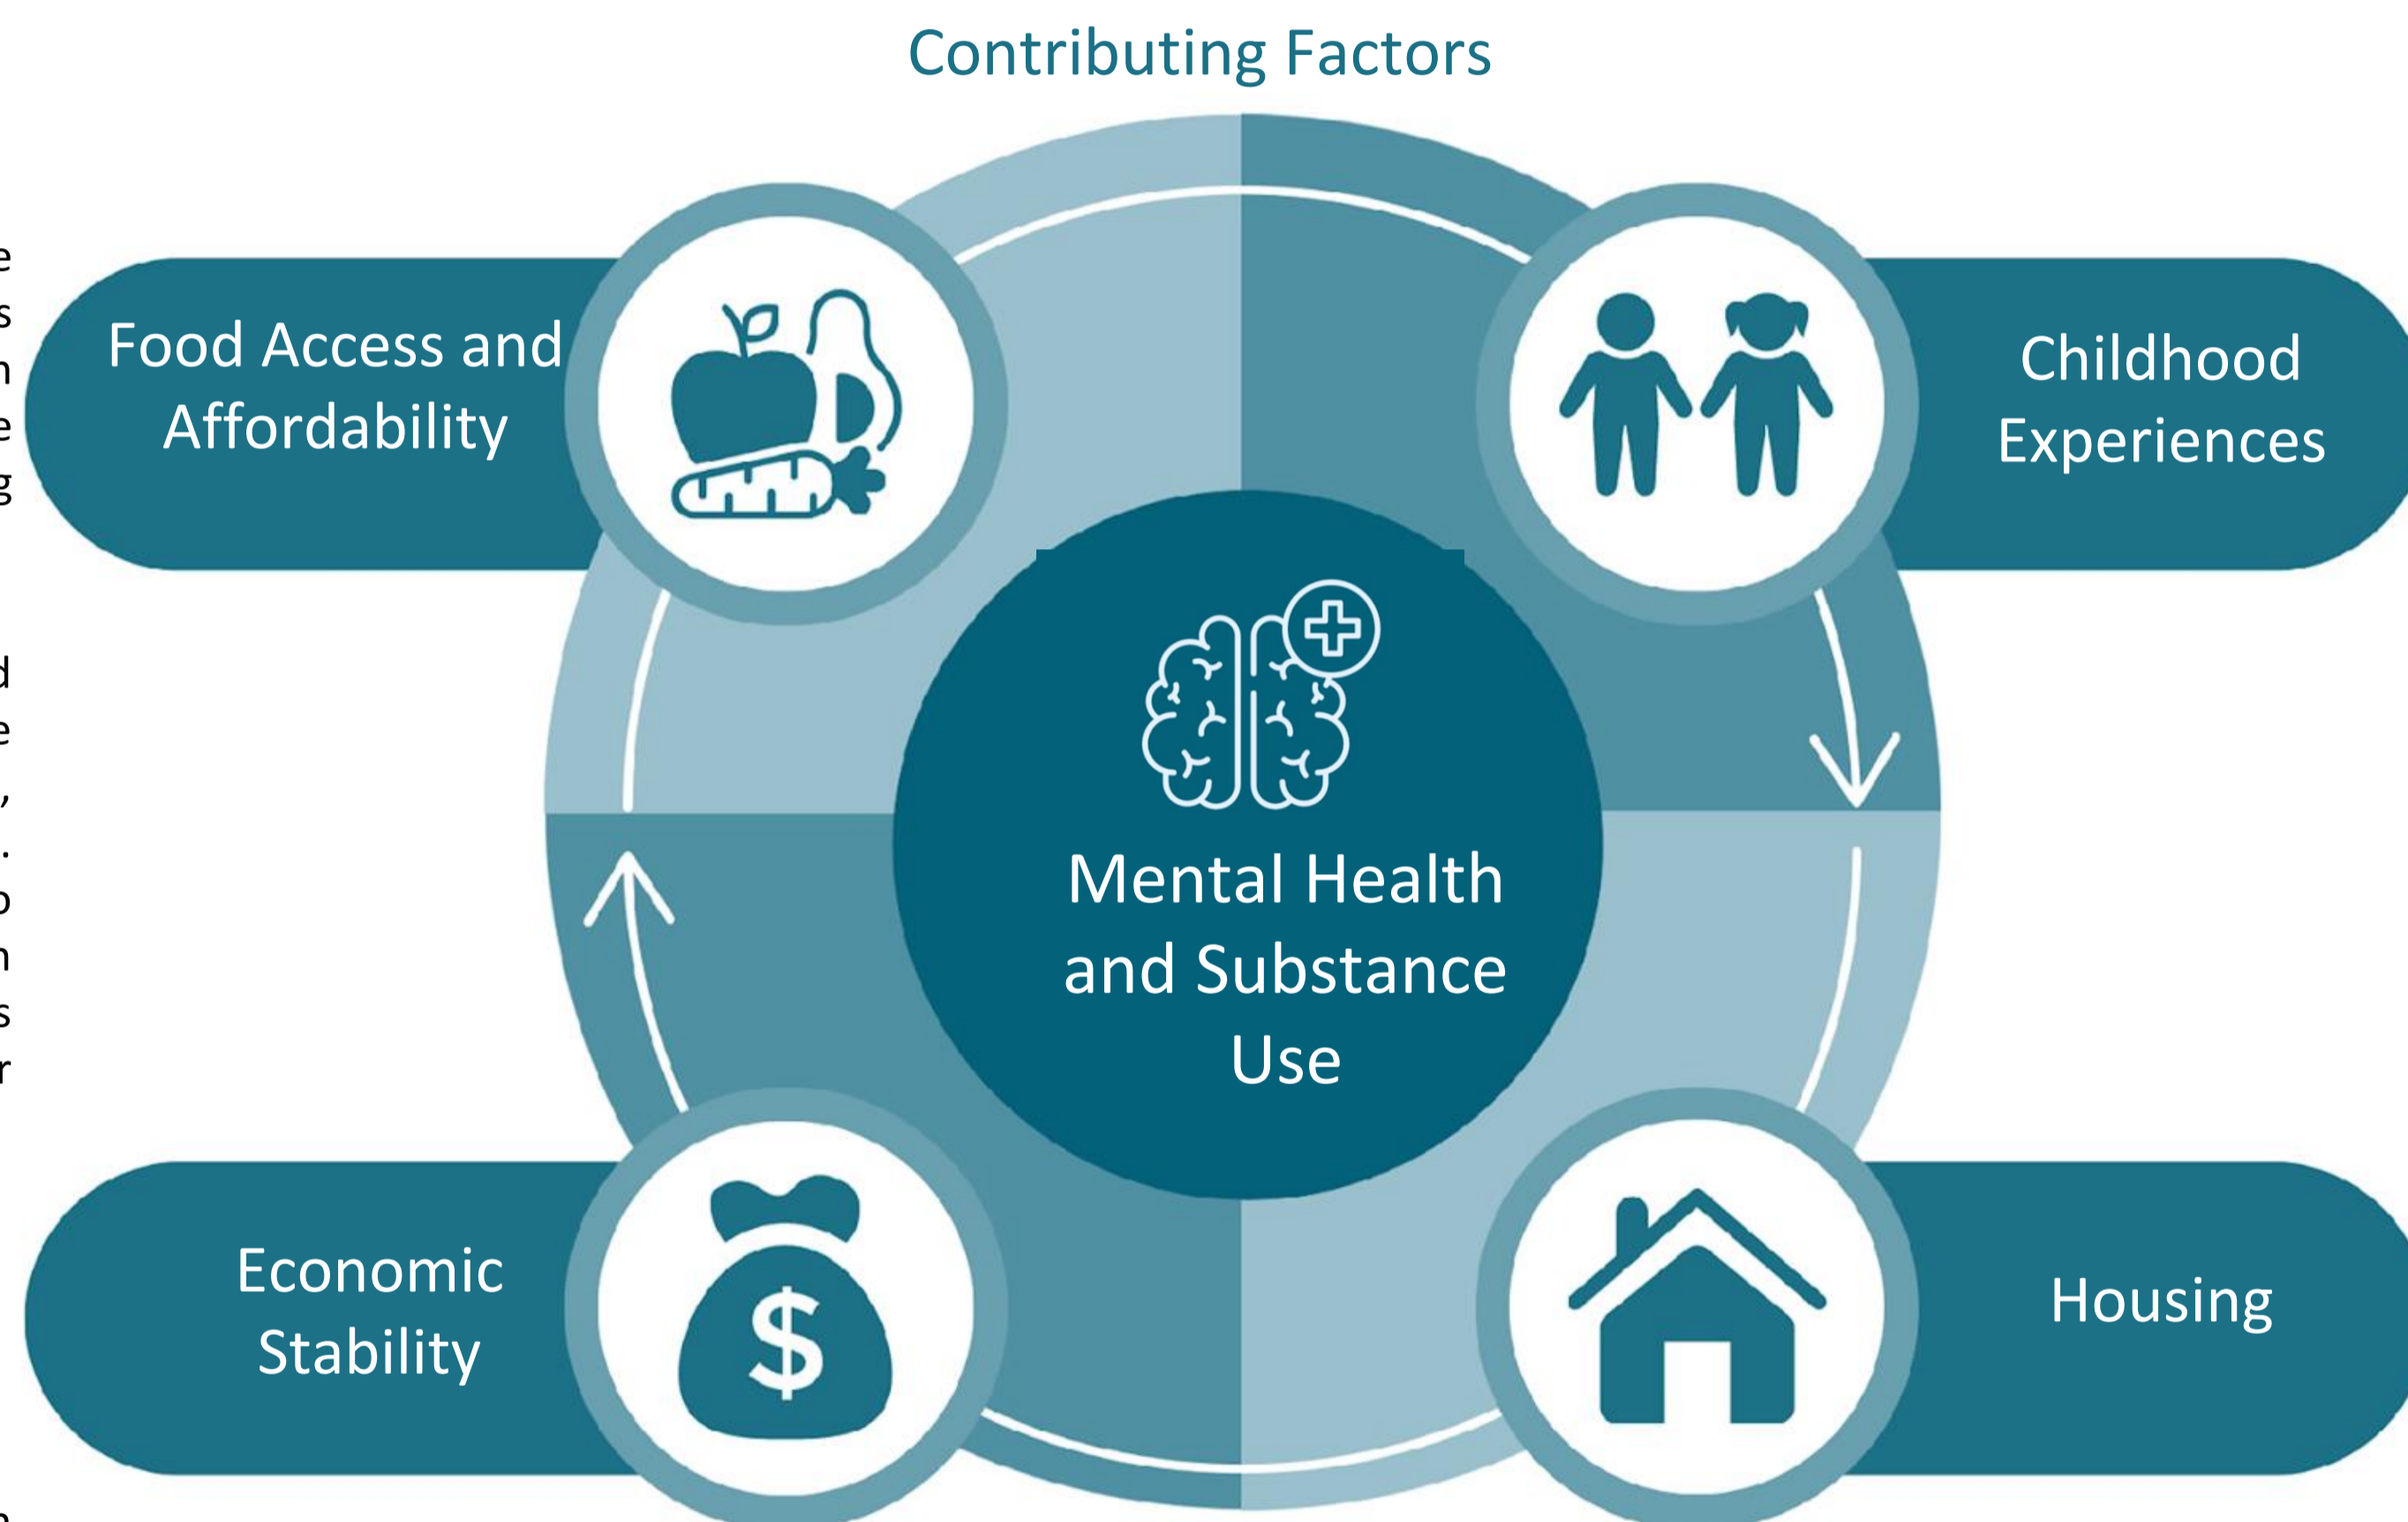 Contributing Factors
Food Access and
Affordability
Childhood
Experiences
Mental Health
and Substance
Use
Economic
Stability
$
Housing